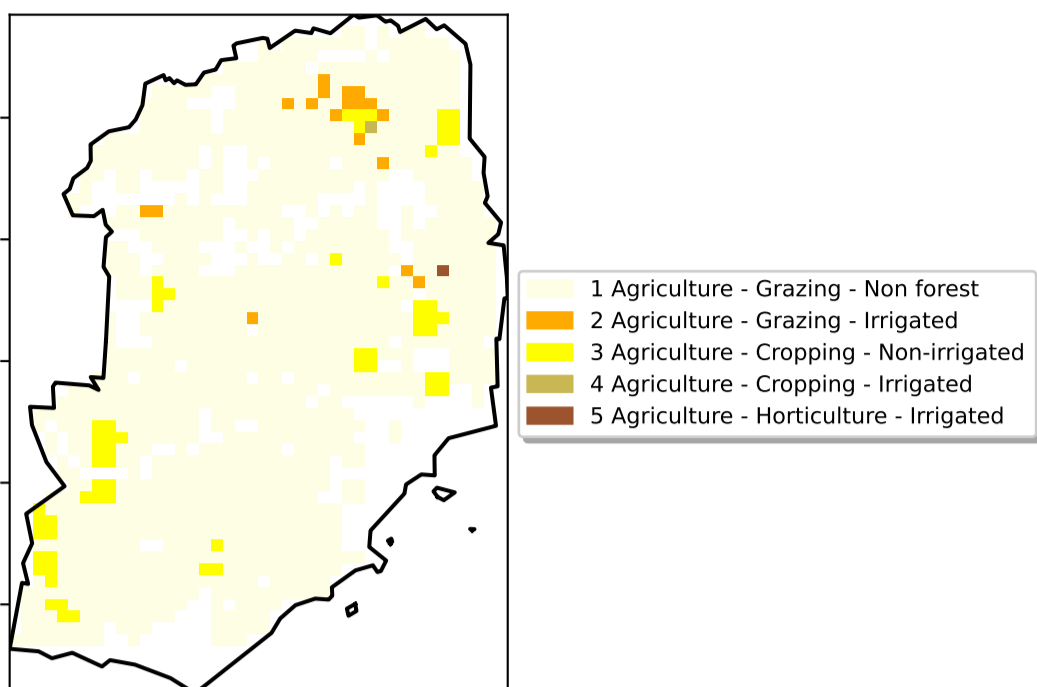 1 Agriculture - Grazing - Non forest
2 Agriculture - Grazing - Irrigated
3 Agriculture - Cropping - Non-irrigated
4 Agriculture - Cropping - Irrigated
5 Agriculture - Horticulture - Irrigated